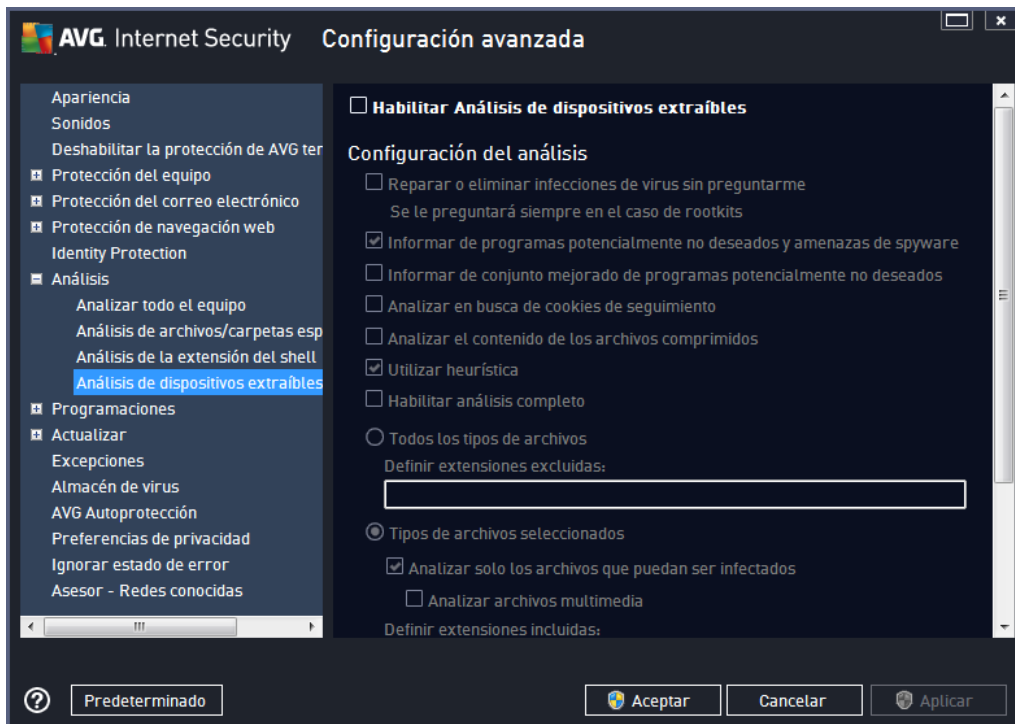 AVG. Internet Security
Configuración avanzada
Apariencia
Sonidos
Deshabilitar la protección de AVG ter
Protección del equipo
Protección del correo electrónico
Protección de navegación web
Identity Protection
Análisis
Analizar todo el equipo
Análisis de archivos/carpetas esp
Análisis de la extensión del shell
Análisis de dispositivos extraíbles
Programaciones
Actualizar
Excepciones
Almacén de virus
AVG Autoprotección
Preferencias de privacidad
Ignorar estado de error
Asesor - Redes conocidas
Habilitar Análisis de dispositivos extraíbles
Configuración del análisis
Reparar o eliminar infecciones de virus sin preguntarme
Se le preguntará siempre en el caso de rootkits
Informar de programas potencialmente no deseados y amenazas de spyware
Informar de conjunto mejorado de programas potencialmente no deseados
Analizar en busca de cookies de seguimiento
Analizar el contenido de los archivos comprimidos
Utilizar heurística
Habilitar análisis completo
Todos los tipos de archivos
Definir extensiones excluidas:
Tipos de archivos seleccionados
Analizar solo los archivos que puedan ser infectados
Analizar archivos multimedia
Definir extensiones incluidas:
? Predeterminado
Aceptar
Cancelar
Aplicar